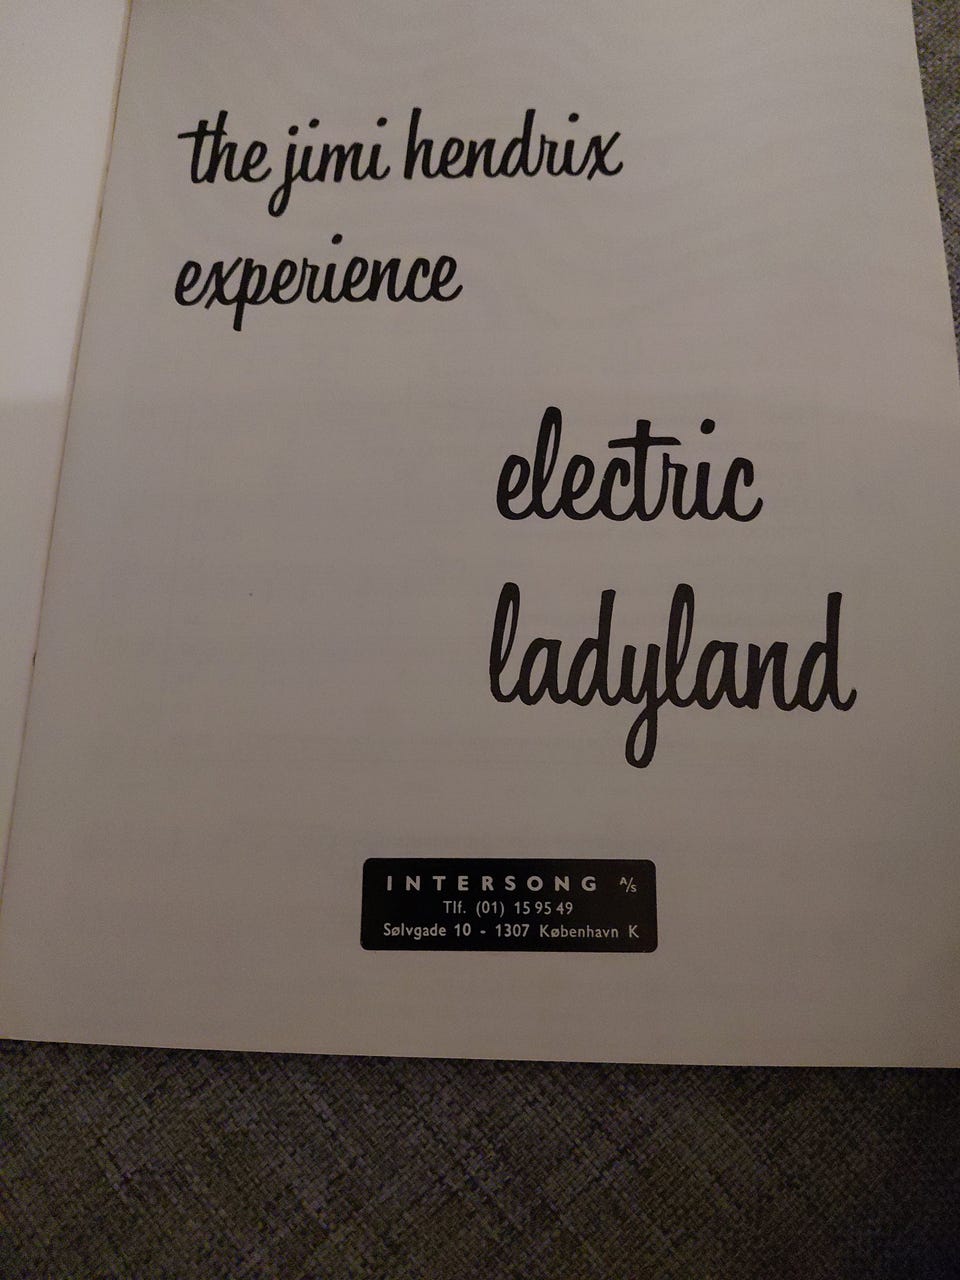 the jimi hendrix
experience
electric
ladyland
INTERSONG A/S
Tlf. (01) 15 95 49
Sølvgade 10 - 1307 København K